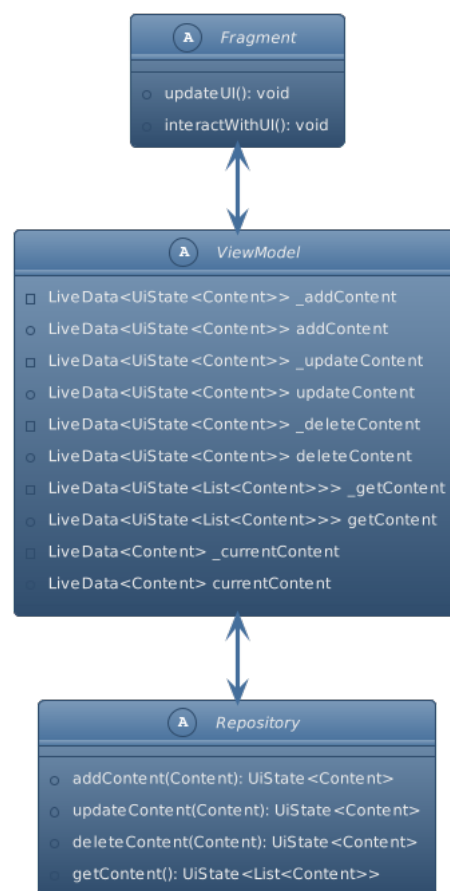 A Fragment
updateUI(): void
interactWithUI(): void
A ViewModel
LiveData<UiState<Content>> _addContent
LiveData<UiState<Content>> addContent
LiveData<UiState<Content>> _updateContent
LiveData<UiState<Content>> updateContent
LiveData<UiState<Content>> _deleteContent
LiveData<UiState<Content>> deleteContent
LiveData<UiState<List<Content>>> _getContent
LiveData<UiState<List<Content>>> getContent
LiveData<Content> _currentContent
LiveData<Content> currentContent
A Repository
addContent(Content): UiState<Content>
updateContent(Content): UiState<Content>
deleteContent(Content): UiState<Content>
getContent(): UiState<List<Content>>